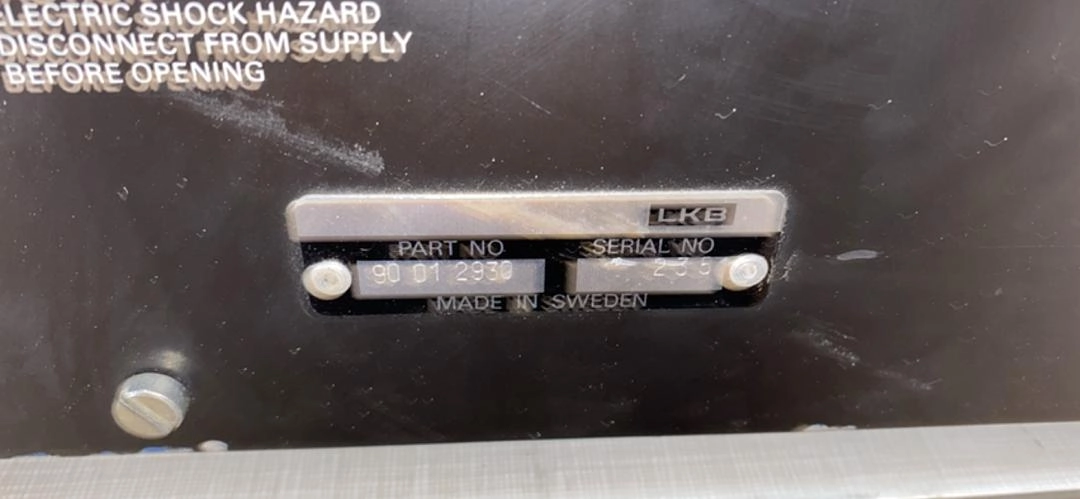 ELECTRIC SHOCK HAZARD
DISCONNECT FROM SUPPLY
BEFORE OPENING
LKB
PART NO SERIAL NO
90 01 2930
MADE IN SWEDEN